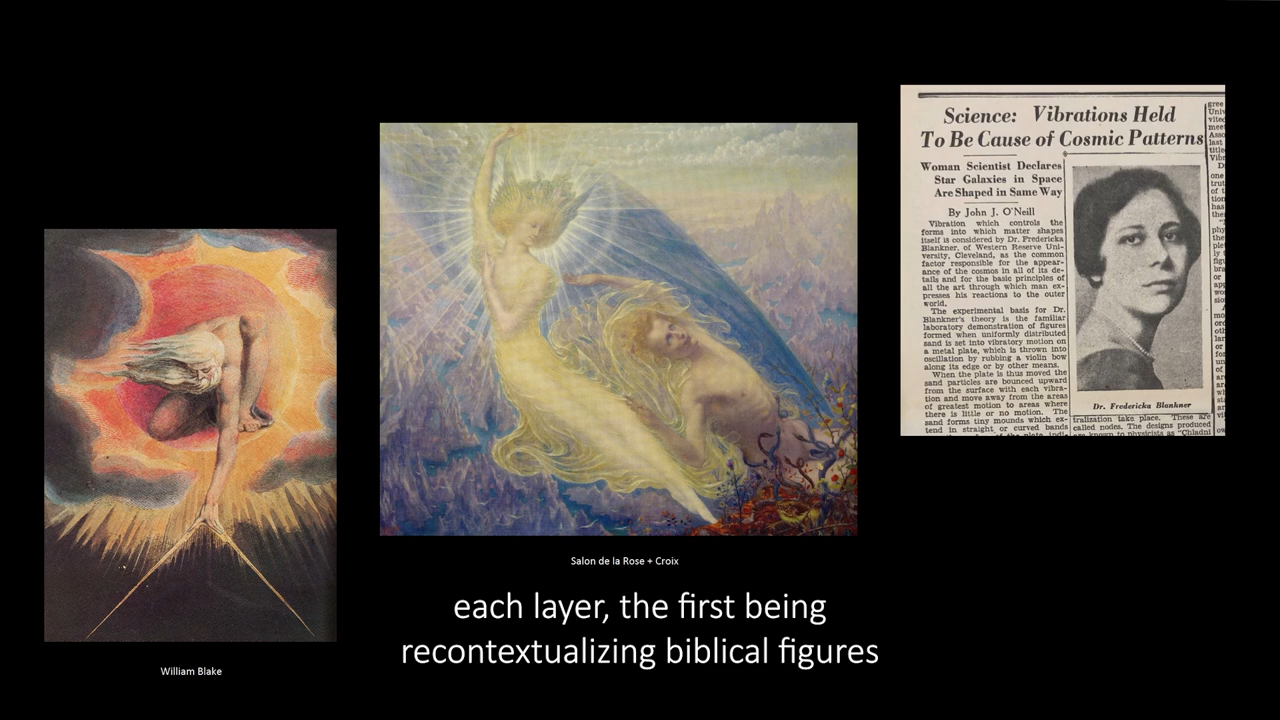 Science: Vibrations Held
To Be Cause of Cosmic Patterns
Woman Scientist Declares
Star Galaxies in Space
Are Shaped in Same Way
By John J. O'Neill
Vibration which controls the
forms into which matter shapes
itself is considered by Dr. Fredericka
Blankner, of Western Reserve Uni-
versity, Cleveland, as the common
factor responsible for the appear-
ance of the cosmos in all of its de-
tails and for the basic principles of
all the art through which man ex-
presses his reactions to the outer
world.
The experimental basis for Dr.
Blankner's theory is the familiar
laboratory demonstration of figures
formed when uniformly distributed
sand is set into vibratory motion on
a metal plate, which is thrown into
oscillation by rubbing a violin bow
along its edge or by other means.
When the plate is thus moved the
sand particles are bounced upward
from the surface with each vibra-
tion and move away from the areas
of greatest motion to areas where
there is little or no motion. The
sand forms tiny mounds which ex-
tend in straight or curved bands
Dr. Fredericka Blankner
tralization take place. These are
called nodes. The designs produced
are known to physicists as "Chladni
Salon de la Rose + Croix
each layer, the first being
recontextualizing biblical figures
William Blake